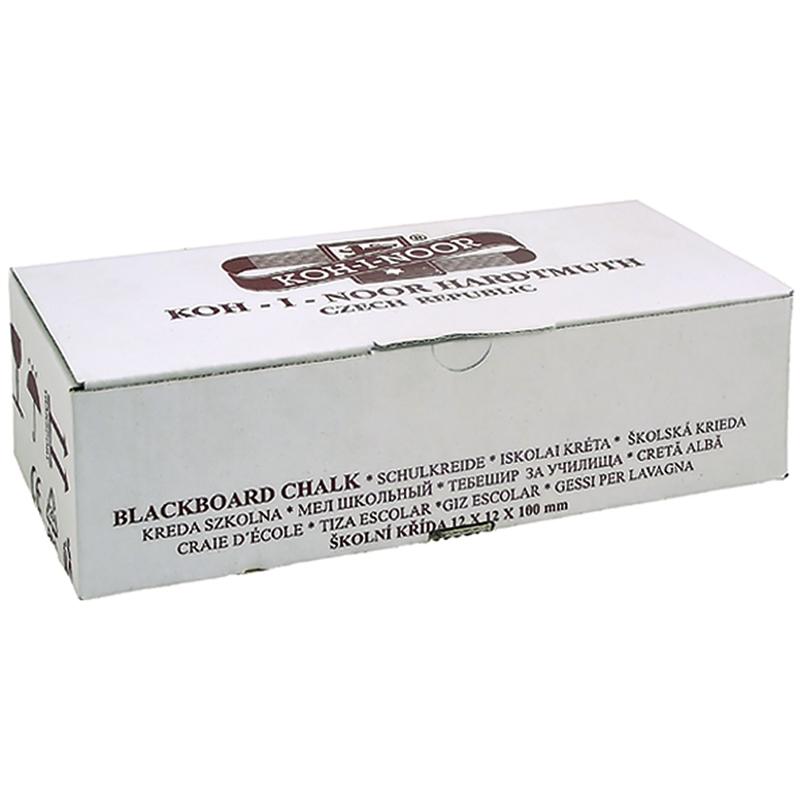 KOH-I-NOOR ®
KOH - I - NOOR HARDTMUTH
CZECH REPUBLIC
BLACKBOARD CHALK * SCHULKREIDE * ISKOLAI KRÉTA * ŠKOLSKÁ KRIEDA
KREDA SZKOLNA * МЕЛ ШКОЛЬНЫЙ * ТЕБЕШИР ЗА УЧИЛИЩА * CRETĂ ALBĂ
CRAIE D´ÉCOLE * TIZA ESCOLAR *GIZ ESCOLAR * GESSI PER LAVAGNA
ŠKOLNÍ KŘÍDA 12 X 12 X 100 mm
CE